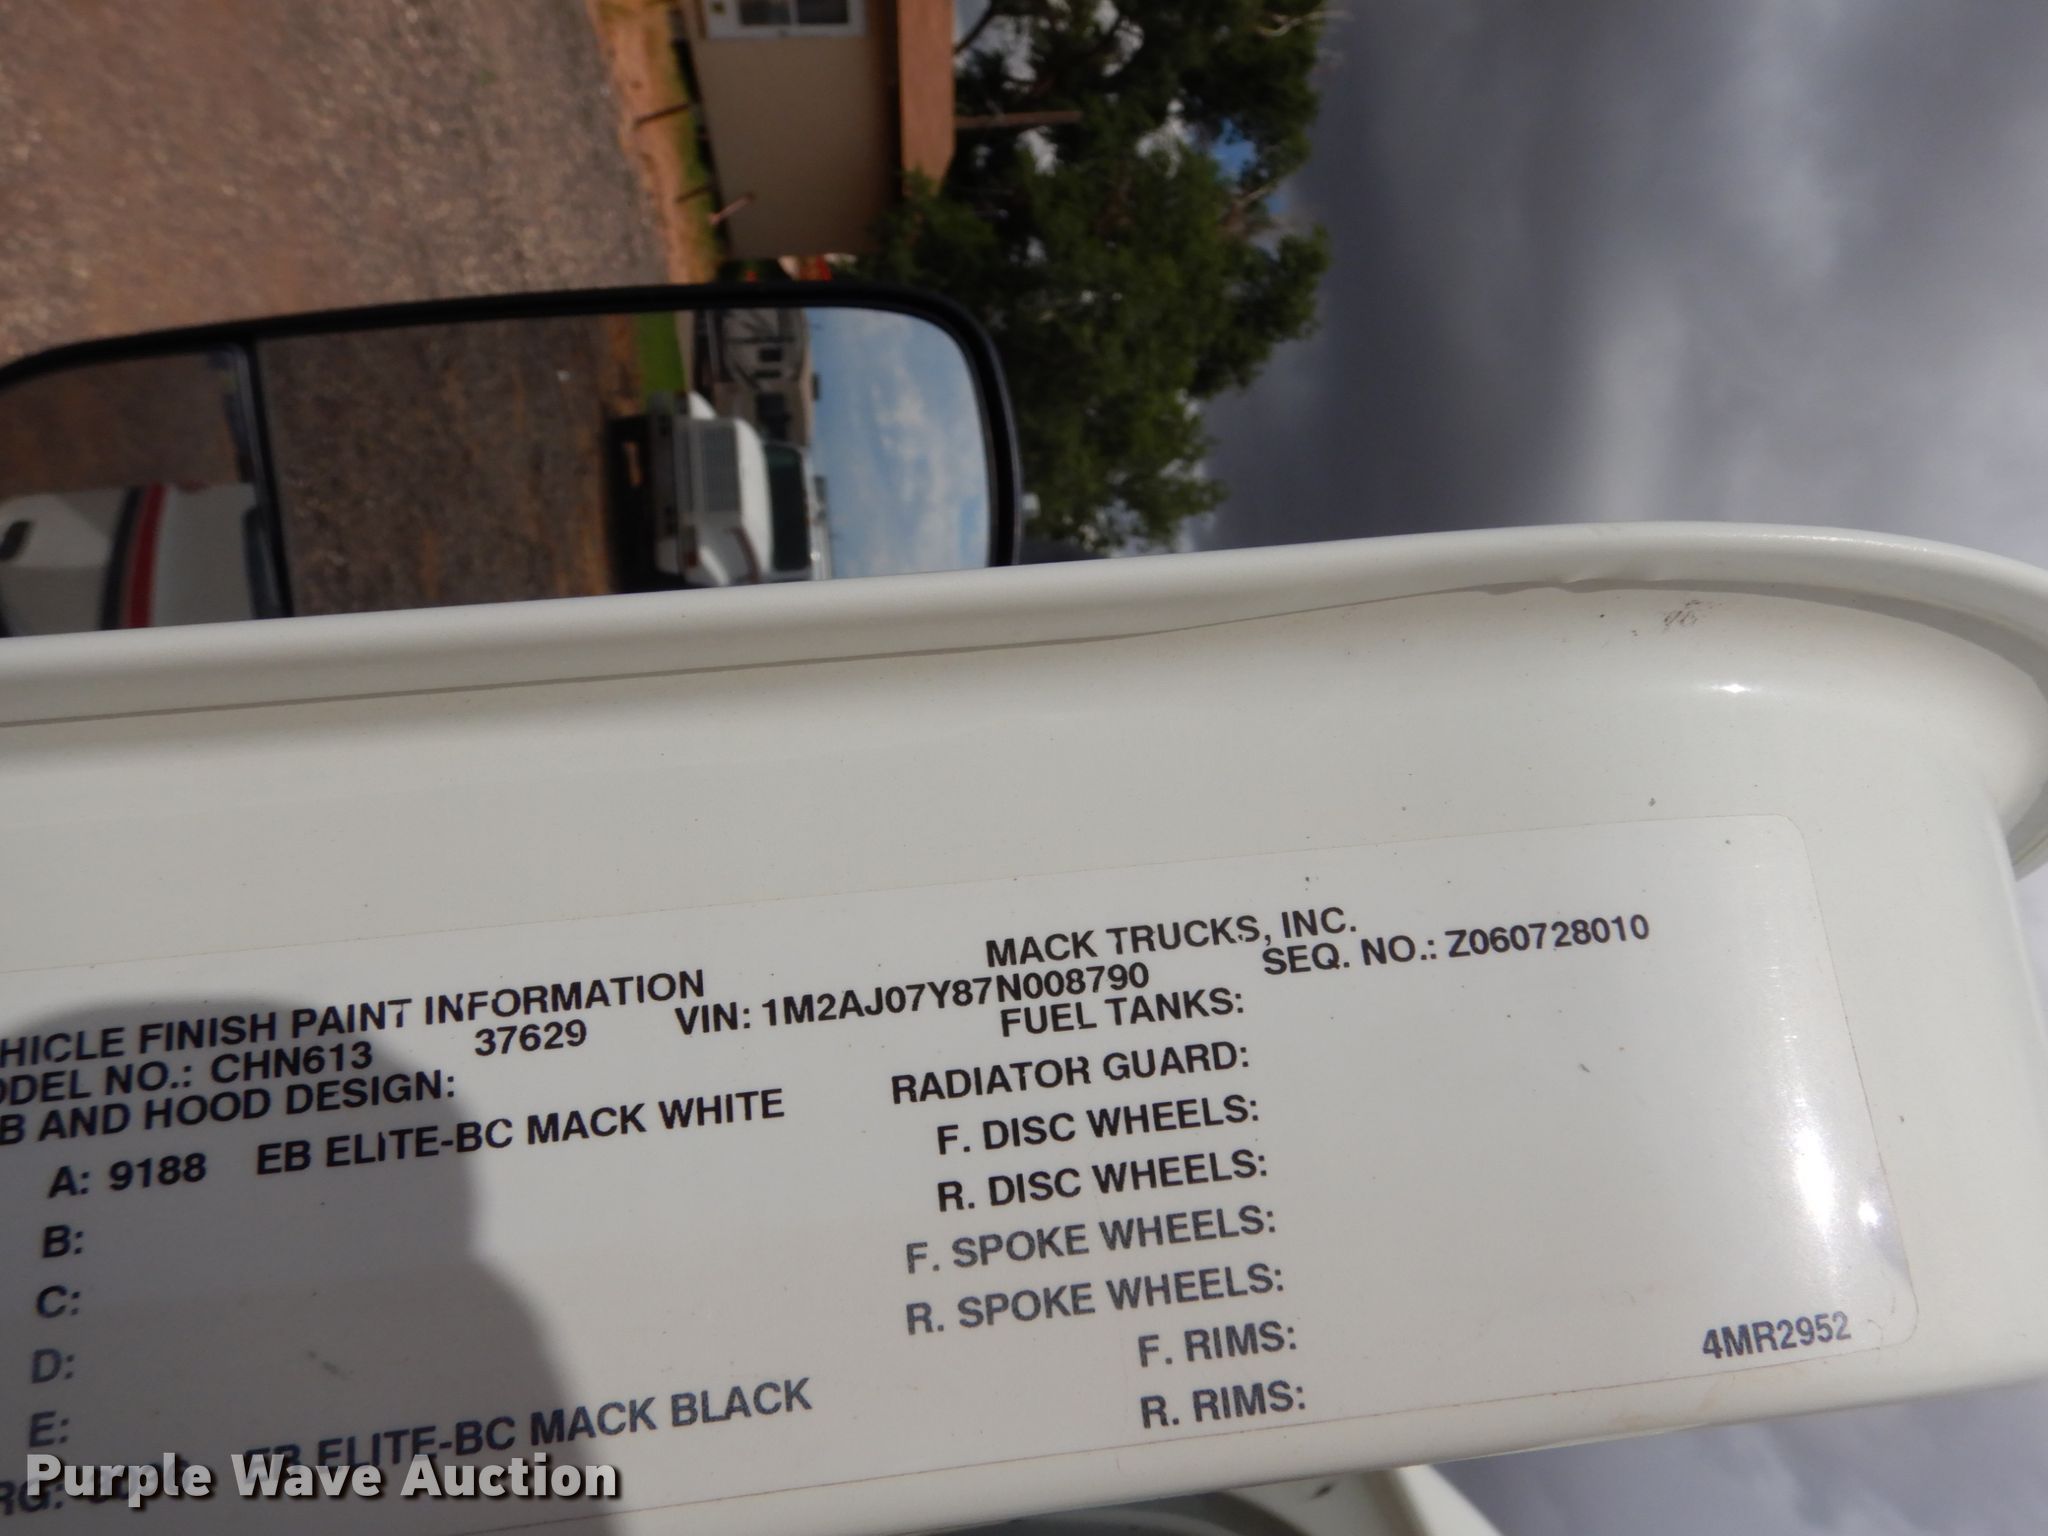 MACK TRUCKS, INC.
HICLE FINISH PAINT INFORMATION
ODEL NO.: CHN613 37629 VIN: 1M2AJ07Y87N008790 SEQ. NO.: Z060728010
B AND HOOD DESIGN: FUEL TANKS:
A: 9188 EB ELITE-BC MACK WHITE RADIATOR GUARD:
B: F. DISC WHEELS:
C: R. DISC WHEELS:
D: F. SPOKE WHEELS:
E: R. SPOKE WHEELS:
RG: EB ELITE-BC MACK BLACK F. RIMS:
R. RIMS:
4MR2952
Purple Wave Auction